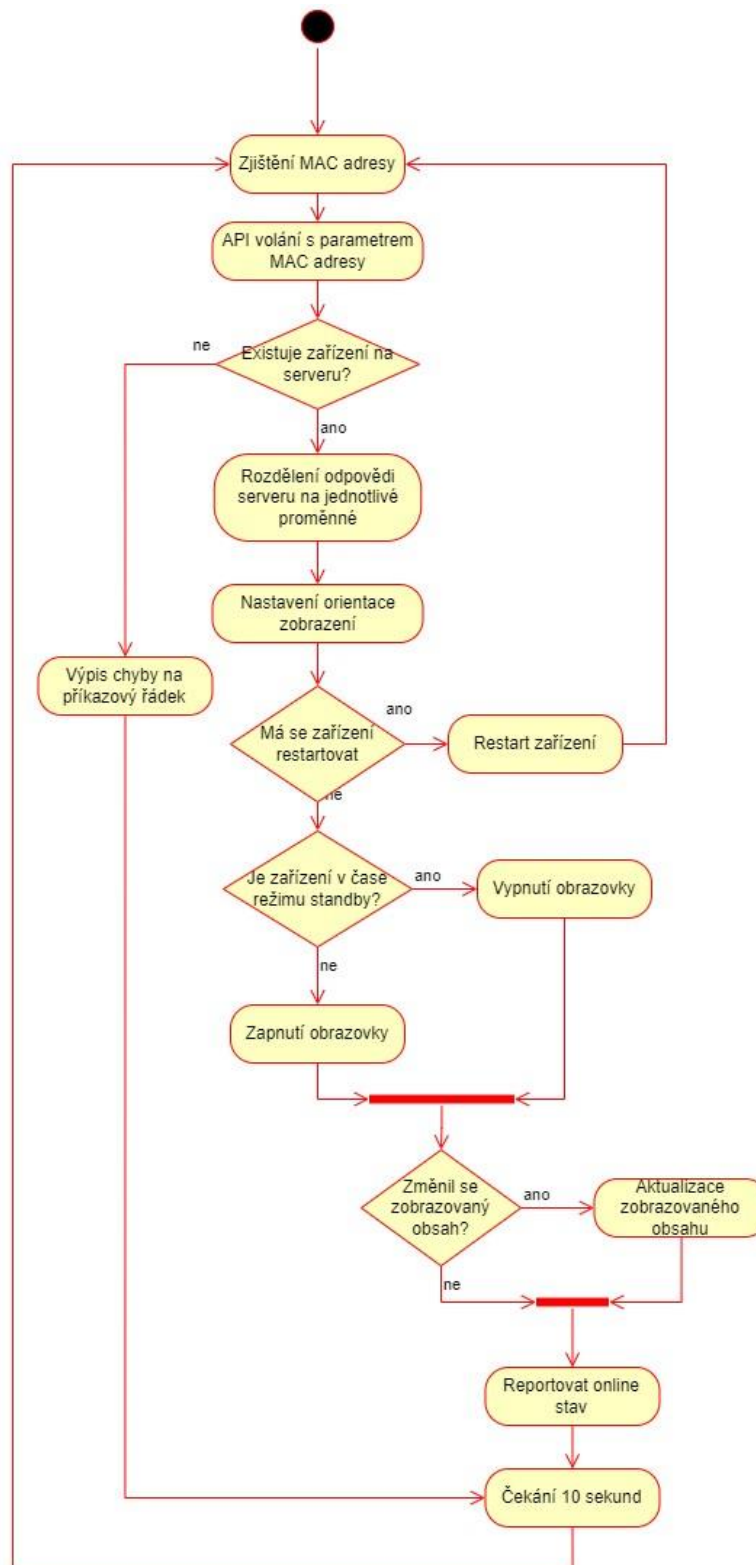 Zjištění MAC adresy
API volání s parametrem
MAC adresy
ne
Existuje zařízení na
serveru?
ano
Rozdělení odpovědi
serveru na jednotlivé
proměnné
Nastavení orientace
zobrazení
Výpis chyby na
příkazový řádek
Má se zařízení
restartovat
ano
Restart zařízení
ne
Je zařízení v čase
režimu standby?
ano
Vypnutí obrazovky
ne
Zapnutí obrazovky
Změnil se
zobrazovaný
obsah?
ano
Aktualizace
zobrazovaného
obsahu
ne
Reportovat online
stav
Čekání 10 sekund